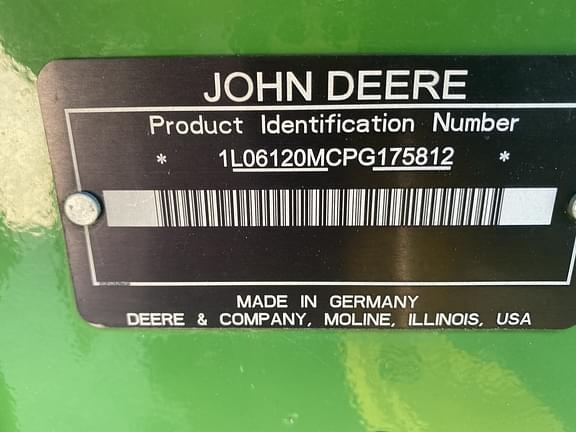 JOHN DEERE
Product Identification Number
* 1L06120MCPG175812 *
MADE IN GERMANY
DEERE & COMPANY, MOLINE, ILLINOIS, USA